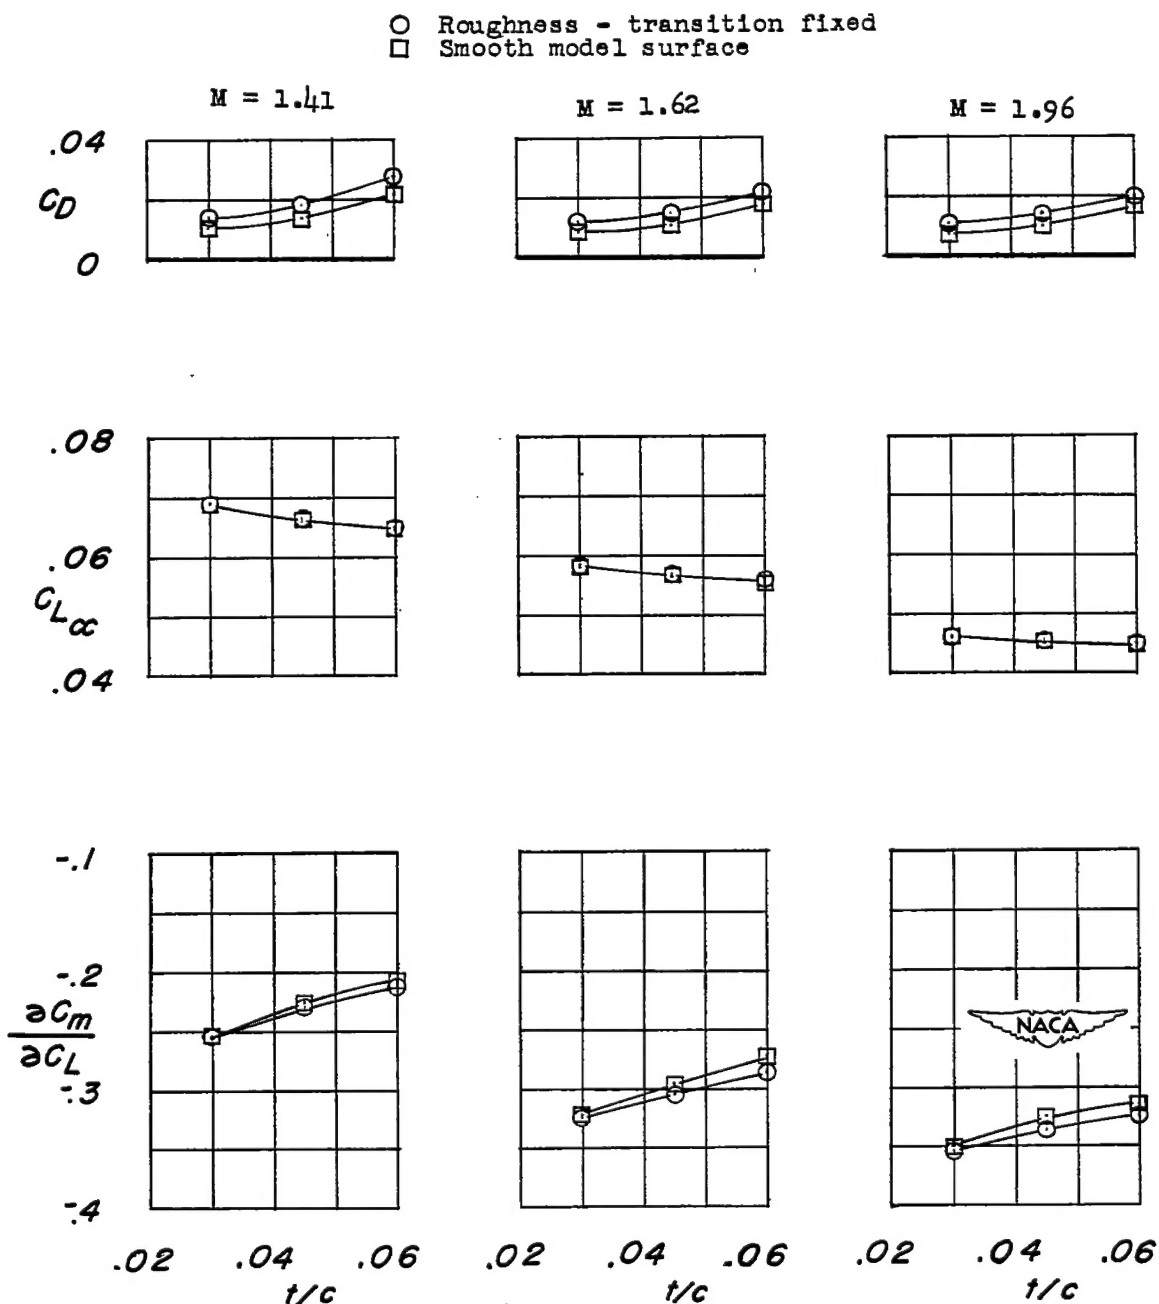 Roughness - transition fixed
Smooth model surface
M = 1.41
M = 1.62
M = 1.96
.04
C_D
0
.08
.06
C_Lα
.04
-.1
-.2
∂C_m
∂C_L
-.3
-.4
NACA
.02 .04 .06
t/c
.02 .04 .06
t/c
.02 .04 .06
t/c